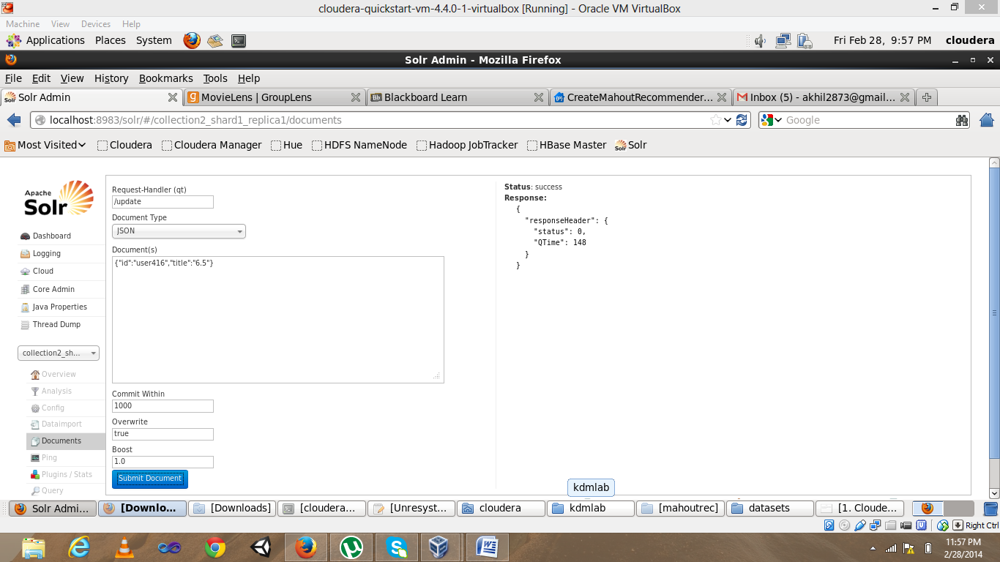 cloudera-quickstart-vm-4.4.0-1-virtualbox [Running] - Oracle VM VirtualBox
Machine View Devices Help
Applications Places System Fri Feb 28, 9:57 PM cloudera
Solr Admin - Mozilla Firefox
File Edit View History Bookmarks Tools Help
Solr Admin MovieLens | GroupLens Bb Blackboard Learn CreateMahoutRecommender... Inbox (5) - akhil2873@gmail...
localhost:8983/solr/#/collection2_shard1_replica1/documents Google
Most Visited Cloudera Cloudera Manager Hue HDFS NameNode Hadoop JobTracker HBase Master Solr
Apache
Solr
Dashboard
Logging
Cloud
Core Admin
Java Properties
Thread Dump
collection2_sh...
Overview
Analysis
Config
Dataimport
Documents
Ping
Plugins / Stats
Query
Request-Handler (qt)
/update
Document Type
JSON
Document(s)
{"id":"user416","title":"6.5"}
Commit Within
1000
Overwrite
true
Boost
1.0
Submit Document
Status: success
Response:
{
"responseHeader": {
"status": 0,
"QTime": 148
}
}
kdmlab
Solr Admi... [Downlo... [Downloads] [cloudera... [Unresyst... cloudera kdmlab [mahoutrec] datasets [1. Cloude...
Right Ctrl
11:57 PM
2/28/2014